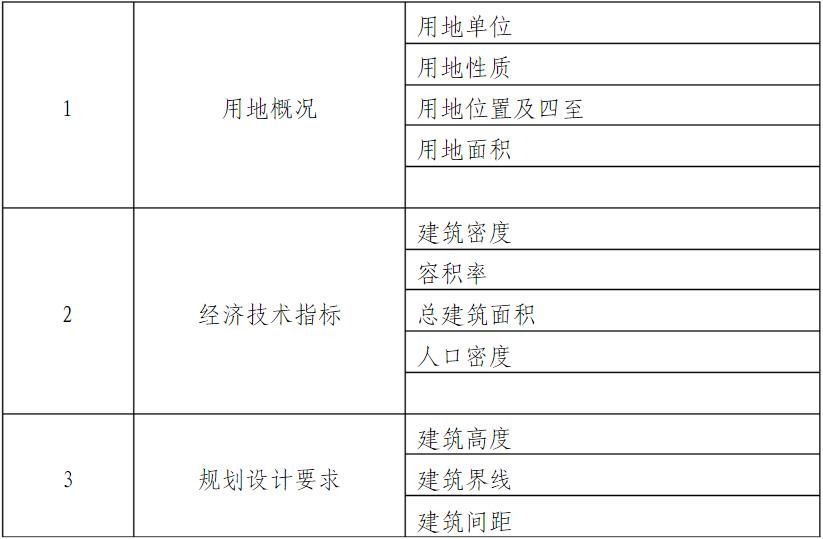 用地单位
用地性质
1
用地概况
用地位置及四至
用地面积
建筑密度
容积率
2
经济技术指标
总建筑面积
人口密度
建筑高度
3
规划设计要求
建筑界线
建筑间距